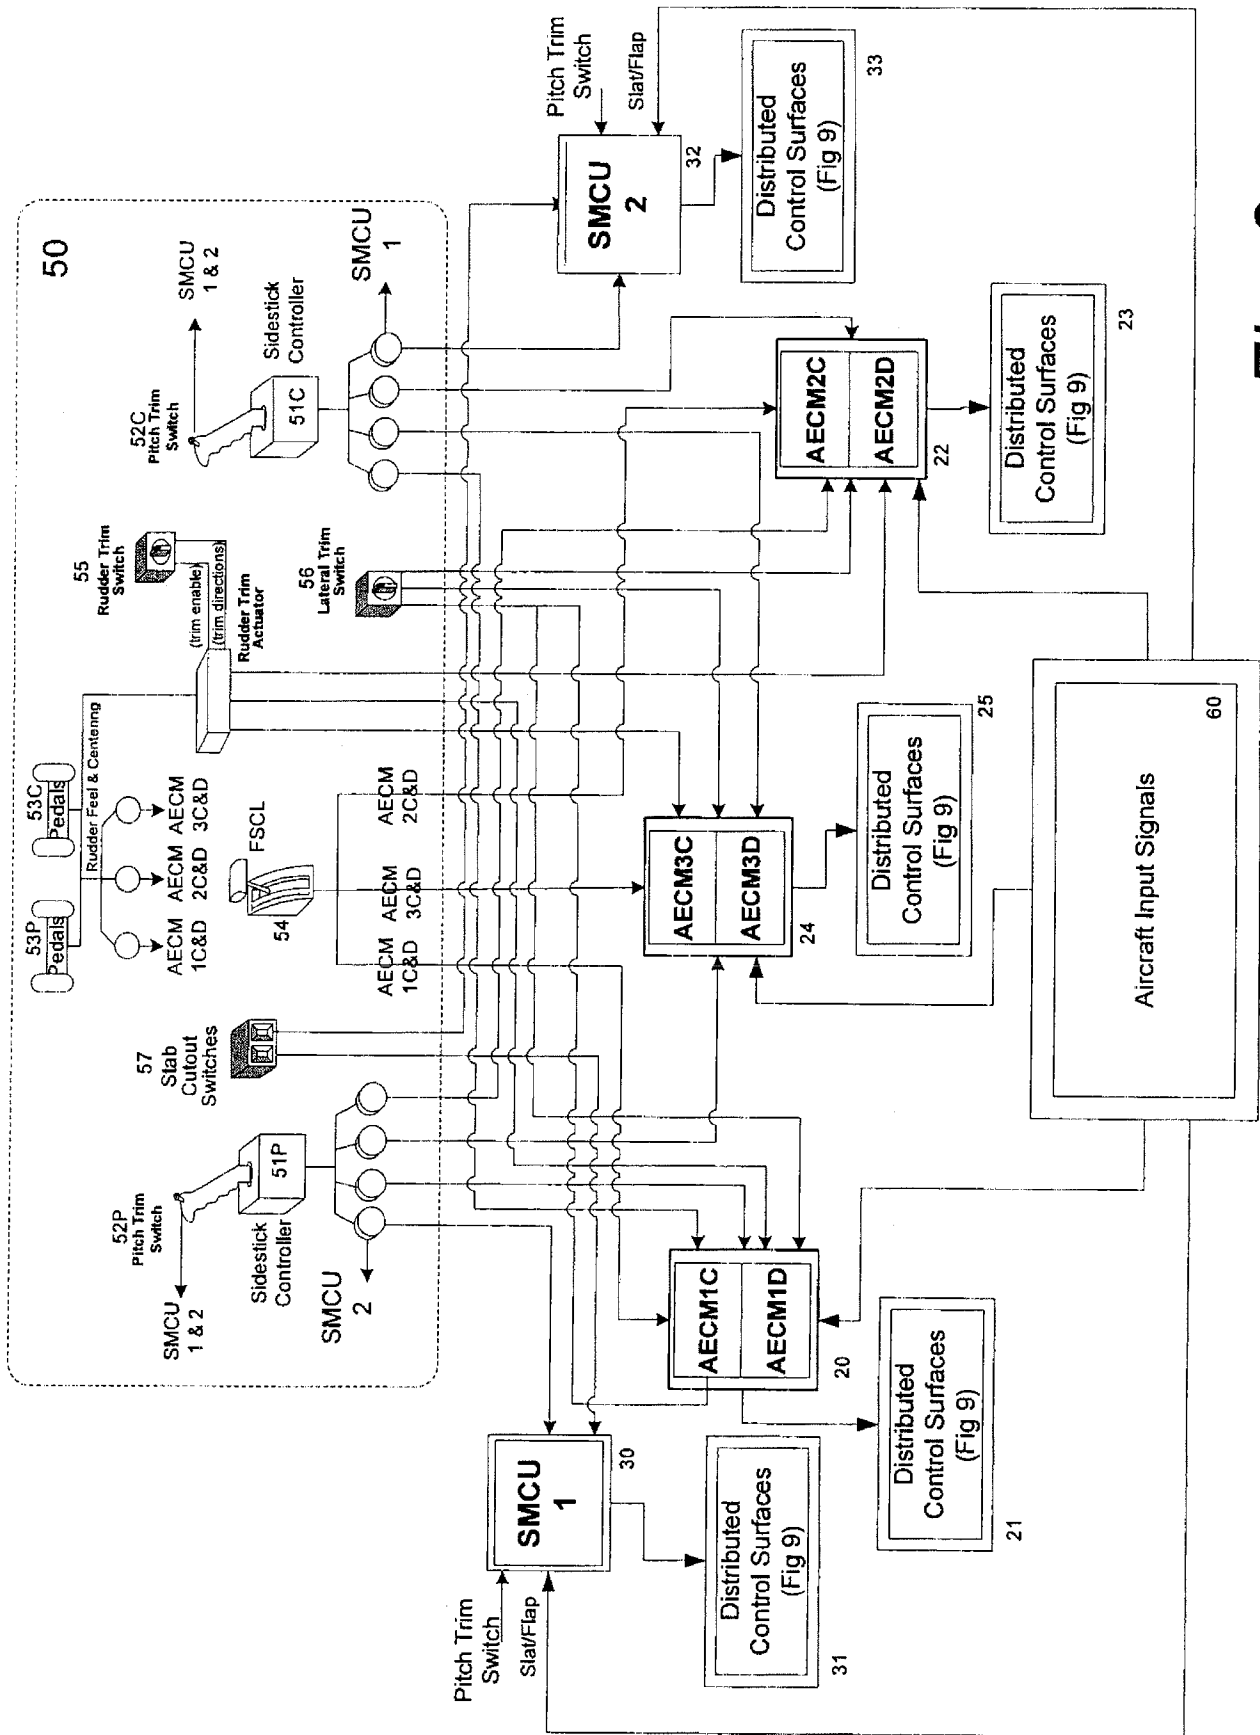 50
SMCU
1 & 2
52P
Pitch Trim
Switch
51P
Sidestick
Controller
SMCU
2
57
Stab
Cutout
Switches
53P
Pedals
53C
Pedals
Rudder Feel & Centering
AECM
1C&D
AECM
2C&D
AECM
3C&D
FSCL
54
AECM
1C&D
AECM
3C&D
AECM
2C&D
55
Rudder Trim
Switch
(trim enable)
(trim directions)
Rudder Trim
Actuator
56
Lateral Trim
Switch
52C
Pitch Trim
Switch
SMCU
1 & 2
51C
Sidestick
Controller
SMCU
1
Pitch Trim
Switch
Slat/Flap
SMCU
1
30
Distributed
Control Surfaces
(Fig 9)
31
AECM1C
AECM1D
20
Distributed
Control Surfaces
(Fig 9)
21
AECM3C
AECM3D
24
Distributed
Control Surfaces
(Fig 9)
25
AECM2C
AECM2D
22
Distributed
Control Surfaces
(Fig 9)
23
Pitch Trim
Switch
Slat/Flap
SMCU
2
32
Distributed
Control Surfaces
(Fig 9)
33
Aircraft Input Signals
60